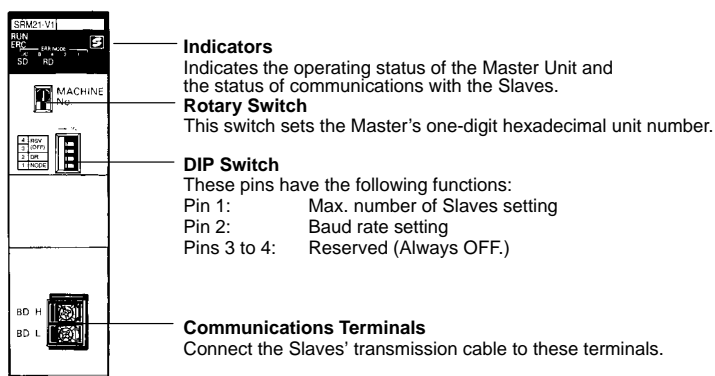 SRM21-V1
RUN
ERC
SD RD
MACHINE
No.
4 RSV
3 (OFF)
2 DR
1 NODE
BD H
BD L
Indicators
Indicates the operating status of the Master Unit and
the status of communications with the Slaves.
Rotary Switch
This switch sets the Master’s one-digit hexadecimal unit number.
DIP Switch
These pins have the following functions:
Pin 1: Max. number of Slaves setting
Pin 2: Baud rate setting
Pins 3 to 4: Reserved (Always OFF.)
Communications Terminals
Connect the Slaves’ transmission cable to these terminals.